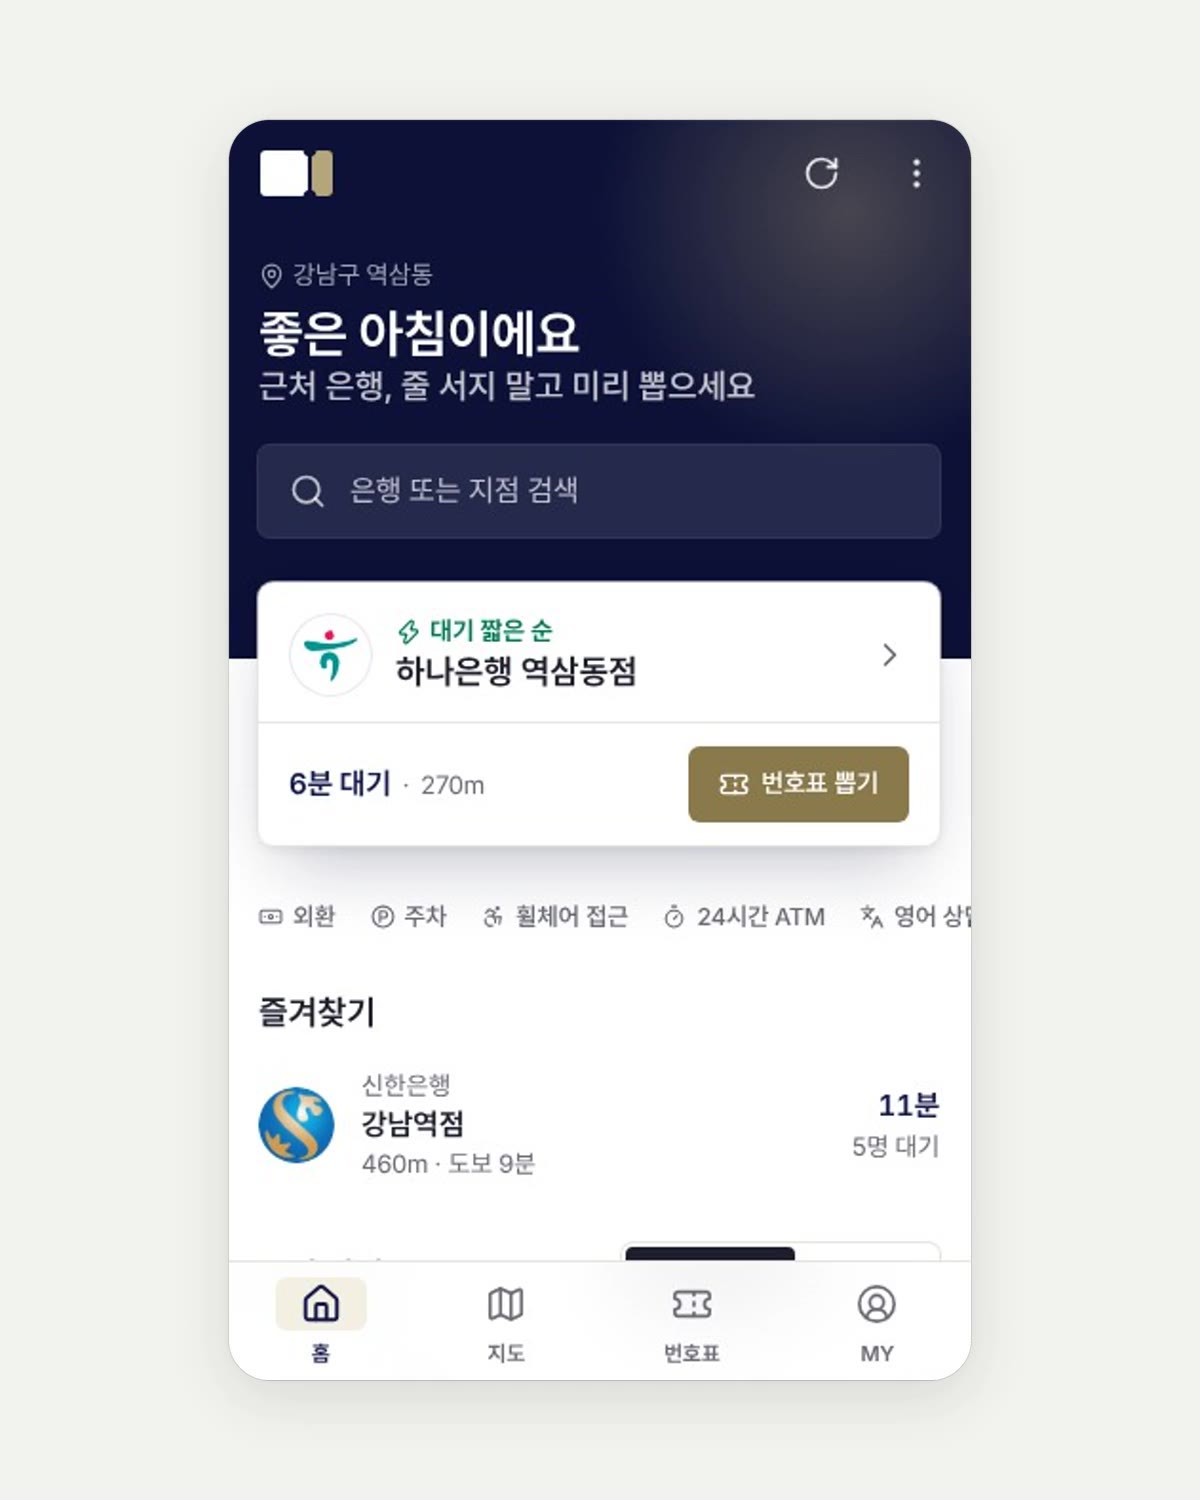 강남구 역삼동
좋은 아침이에요
근처 은행, 줄 서지 말고 미리 뽑으세요
은행 또는 지점 검색
대기 짧은 순
하나은행 역삼동점
6분 대기 · 270m
번호표 뽑기
외환 주차 휠체어 접근 24시간 ATM 영어
즐겨찾기
신한은행
강남역점
460m · 도보 9분
11분
5명 대기
홈 지도 번호표 MY